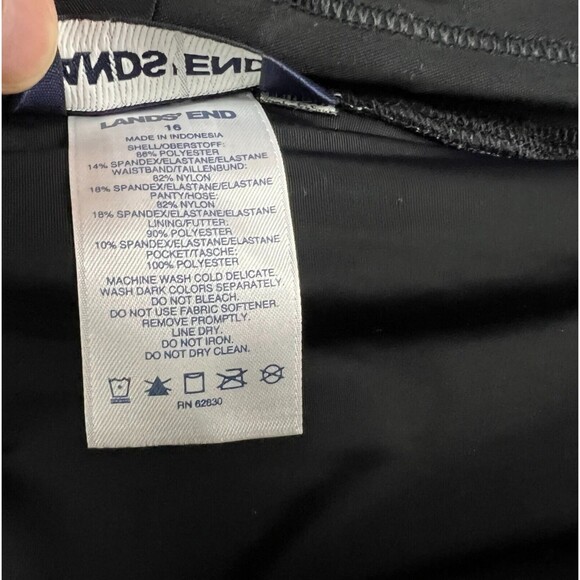 LANDS' END
LANDS' END
16
MADE IN INDONESIA
SHELL/OBERSTOFF:
86% POLYESTER
14% SPANDEX/ELASTANE/ELASTANE
WAISTBAND/TAILLENBUND:
82% NYLON
18% SPANDEX/ELASTANE/ELASTANE
PANTY/HOSE:
82% NYLON
18% SPANDEX/ELASTANE/ELASTANE
LINING/FUTTER:
90% POLYESTER
10% SPANDEX/ELASTANE/ELASTANE
POCKET/TASCHE:
100% POLYESTER
MACHINE WASH COLD DELICATE.
WASH DARK COLORS SEPARATELY
DO NOT BLEACH.
DO NOT USE FABRIC SOFTENER.
REMOVE PROMPTLY.
LINE DRY.
DO NOT IRON.
DO NOT DRY CLEAN.
RN 62830